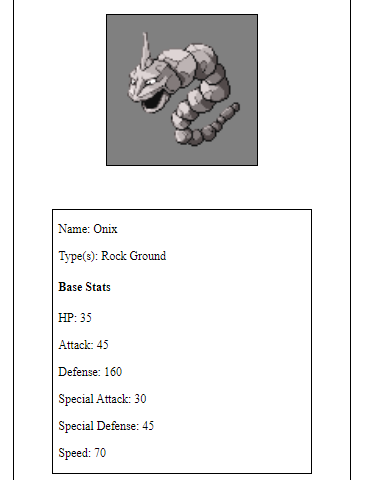 Name: Onix
Type(s): Rock Ground
Base Stats
HP: 35
Attack: 45
Defense: 160
Special Attack: 30
Special Defense: 45
Speed: 70